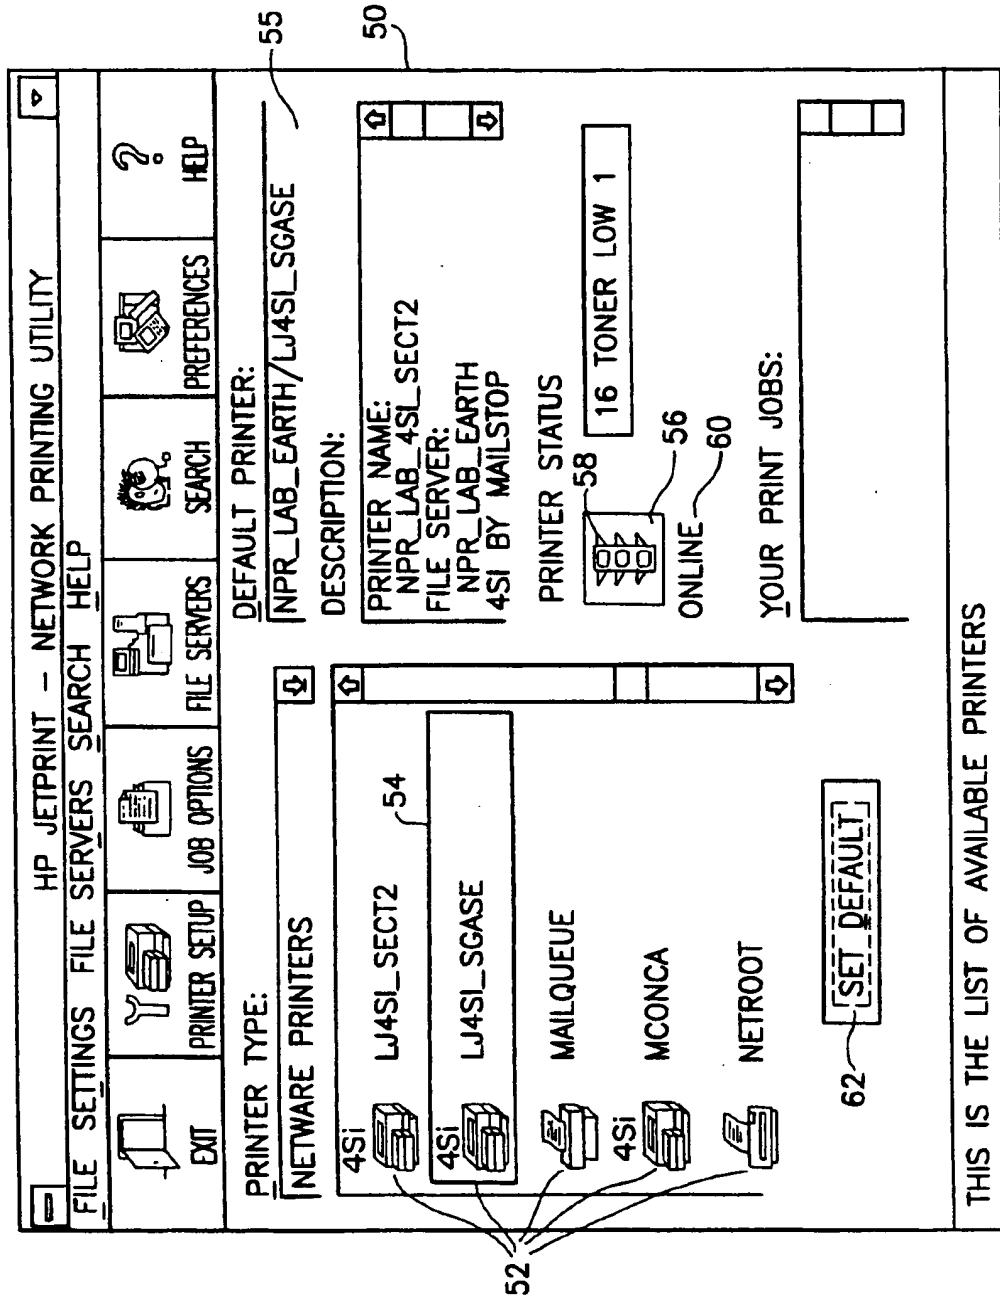 HP JETPRINT – NETWORK PRINTING UTILITY
FILE SETTINGS FILE SERVERS SEARCH HELP
EXIT
PRINTER SETUP
JOB OPTIONS
FILE SERVERS
SEARCH
PREFERENCES
?
HELP
PRINTER TYPE:
NETWARE PRINTERS
4Si
LJ4SI_SECT2
4Si
LJ4SI_SGASE
MAILQUEUE
4Si
MCONCA
NETROOT
52
54
62
SET DEFAULT
DEFAULT PRINTER:
NPR_LAB_EARTH/LJ4SI_SGASE
55
50
DESCRIPTION:
PRINTER NAME:
NPR_LAB_4SI_SECT2
FILE SERVER:
NPR_LAB_EARTH
4SI BY MAILSTOP
PRINTER STATUS
58
16 TONER LOW 1
56
ONLINE
60
YOUR PRINT JOBS:
THIS IS THE LIST OF AVAILABLE PRINTERS